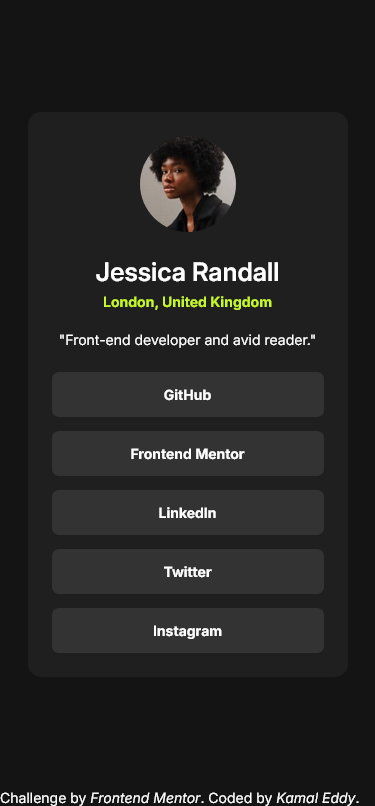 Jessica Randall
London, United Kingdom
"Front-end developer and avid reader."
GitHub
Frontend Mentor
LinkedIn
Twitter
Instagram
Challenge by Frontend Mentor. Coded by Kamal Eddy.